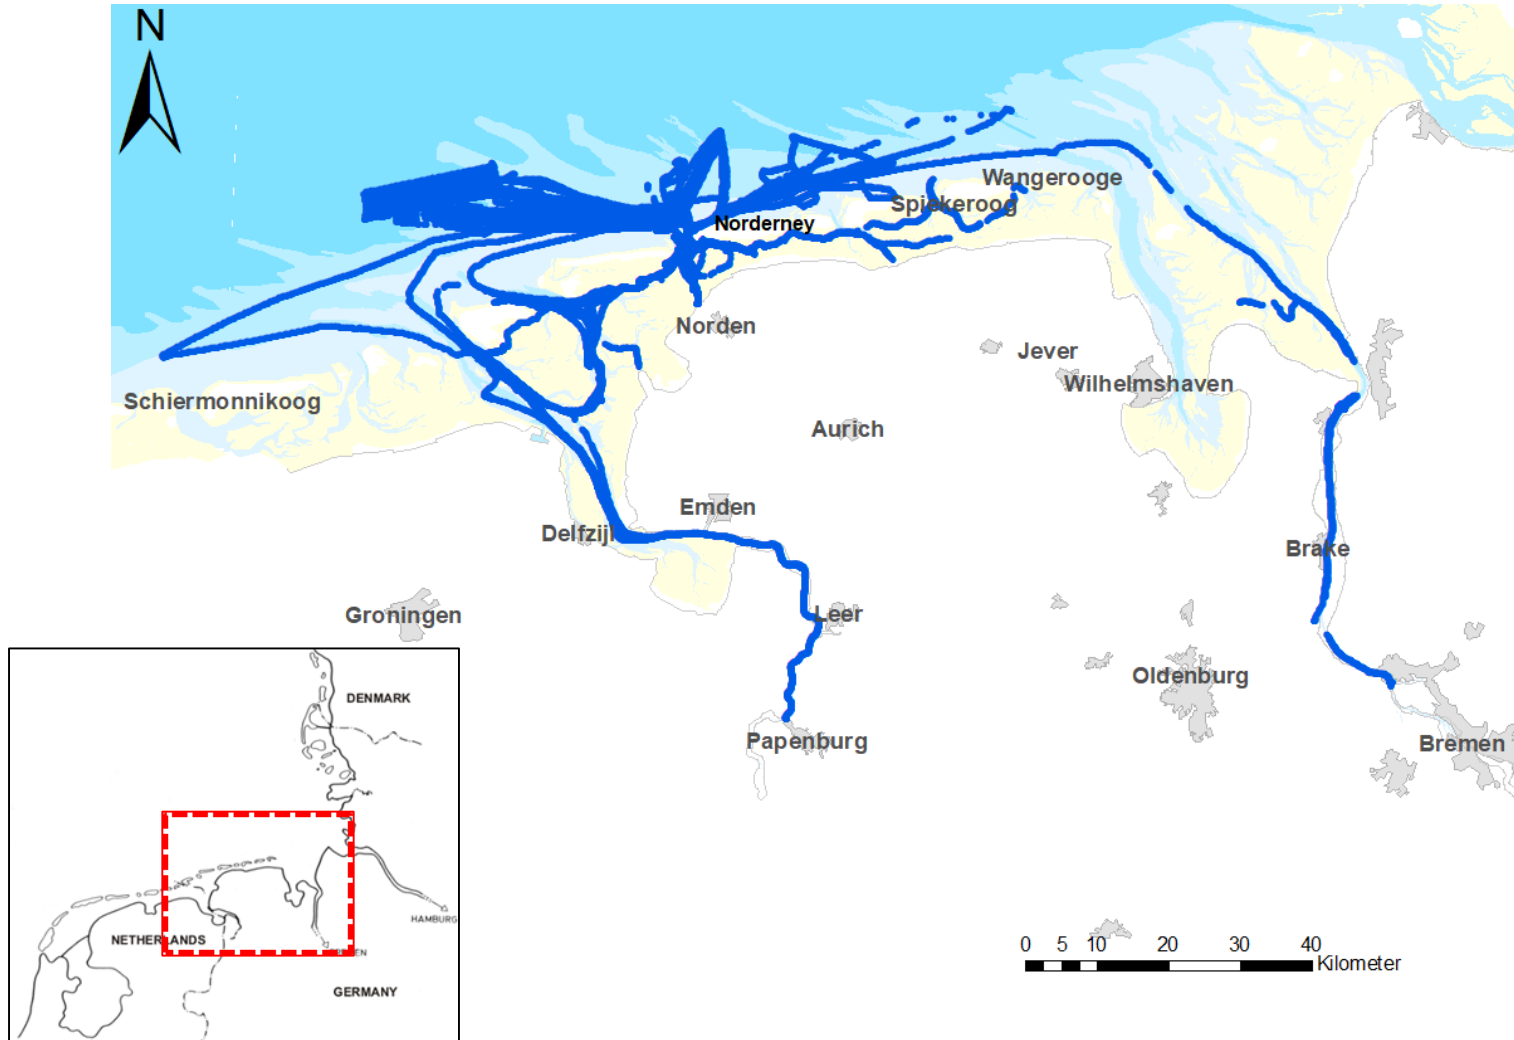 N
Wangerooge
Spiekeroog
Norderney
Norden
Jever
Wilhelmshaven
Schiermonnikoog
Aurich
Emden
Delfzijl
Brake
Groningen
Leer
Oldenburg
Papenburg
Bremen
DENMARK
HAMBURG
NETHERLANDS
GERMANY
0 5 10 20 30 40
Kilometer